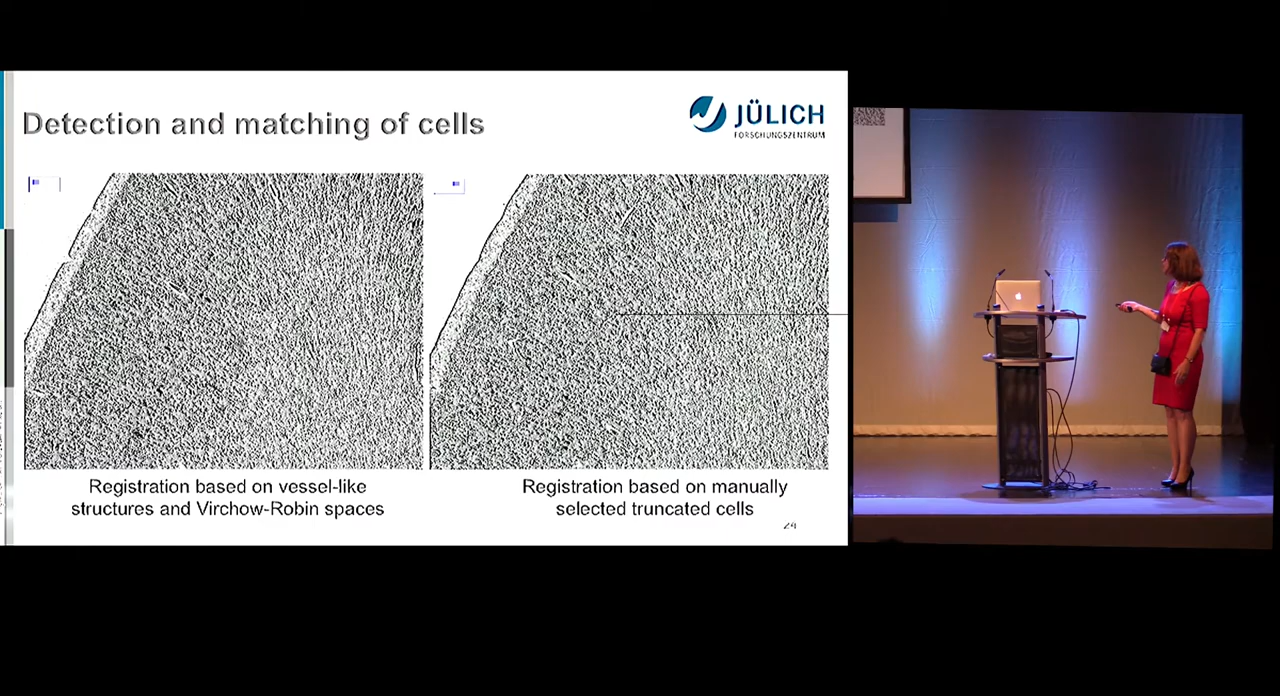 Detection and matching of cells
JÜLICH
FORSCHUNGSZENTRUM
Registration based on vessel-like
structures and Virchow-Robin spaces
Registration based on manually
selected truncated cells